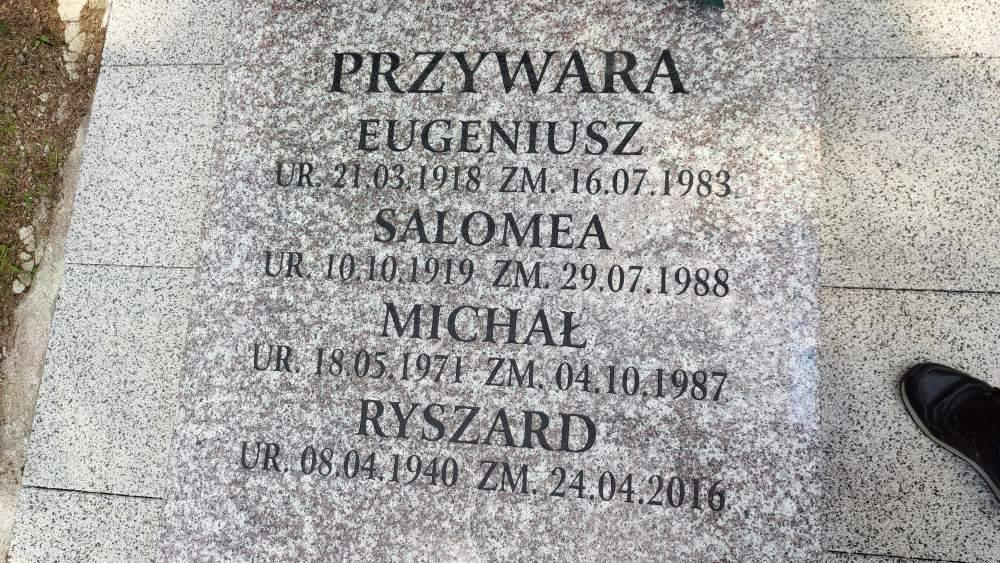 PRZYWARA
EUGENIUSZ
UR. 21.03.1918 ZM. 16.07.1983
SALOMEA
UR. 10.10.1919 ZM. 29.07.1988
MICHAŁ
UR. 18.05.1971 ZM. 04.10.1987
RYSZARD
UR. 08.04.1940 ZM. 24.04.2016